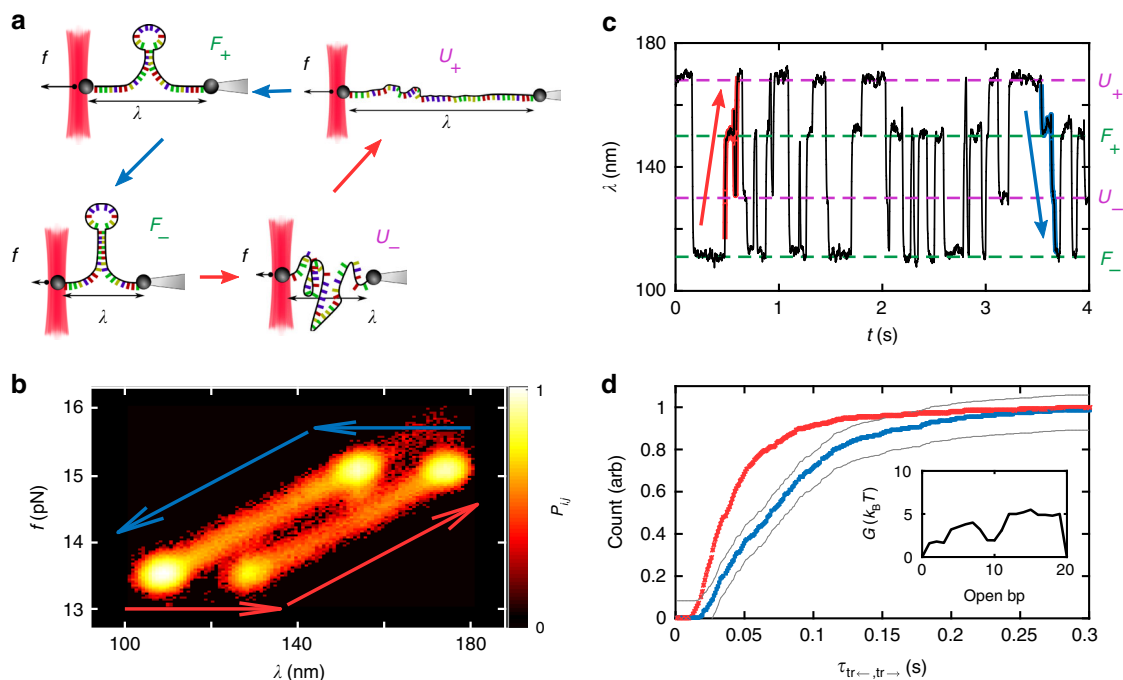 a
f
F+
λ
f
U+
λ
f
F−
λ
f
U−
λ
b
16
15
14
13
f (pN)
100
140
180
λ (nm)
1
0
Pi,j
c
170
140
100
λ (nm)
0
1
2
3
4
t (s)
U+
F+
U−
F−
d
1
0.8
0.6
0.4
0.2
0
Count (arb)
0
0.05
0.1
0.15
0.2
0.25
0.3
τtr←,tr→ (s)
10
5
0
G (kBT)
0
10
20
Open bp